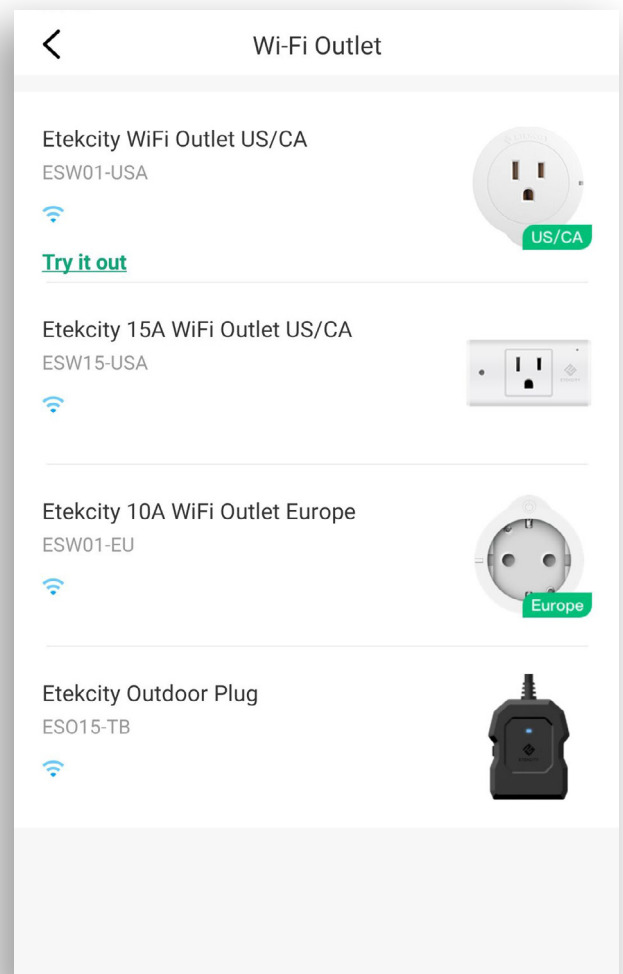 Wi-Fi Outlet
Etekcity WiFi Outlet US/CA
ESW01-USA
US/CA
Try it out
Etekcity 15A WiFi Outlet US/CA
ESW15-USA
Etekcity 10A WiFi Outlet Europe
ESW01-EU
Europe
Etekcity Outdoor Plug
ESO15-TB